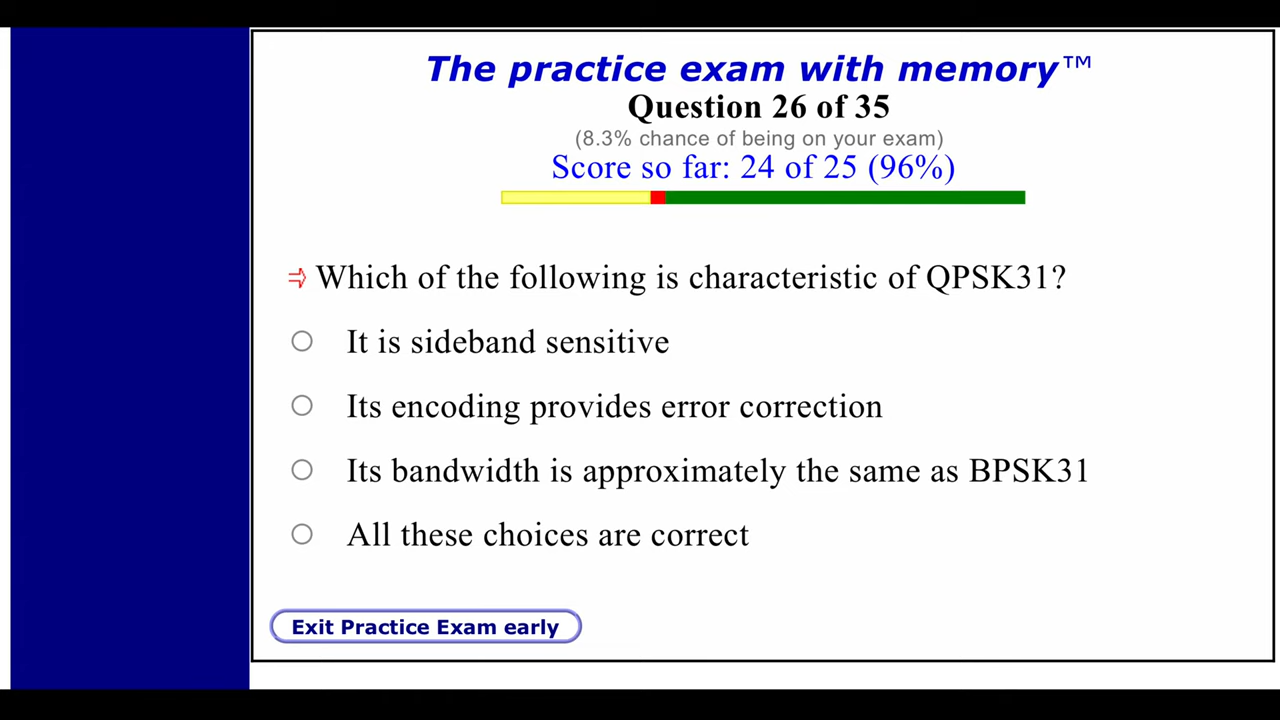 The practice exam with memory™
Question 26 of 35
(8.3% chance of being on your exam)
Score so far: 24 of 25 (96%)
Which of the following is characteristic of QPSK31?
It is sideband sensitive
Its encoding provides error correction
Its bandwidth is approximately the same as BPSK31
All these choices are correct
Exit Practice Exam early